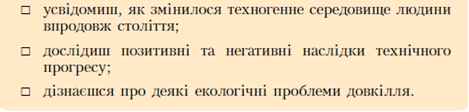 □ усвідомиш, як змінилося техногенне середовище людини
впродовж століття;
□ дослідиш позитивні та негативні наслідки технічного
прогресу;
□ дізнаєшся про деякі екологічні проблеми довкілля.